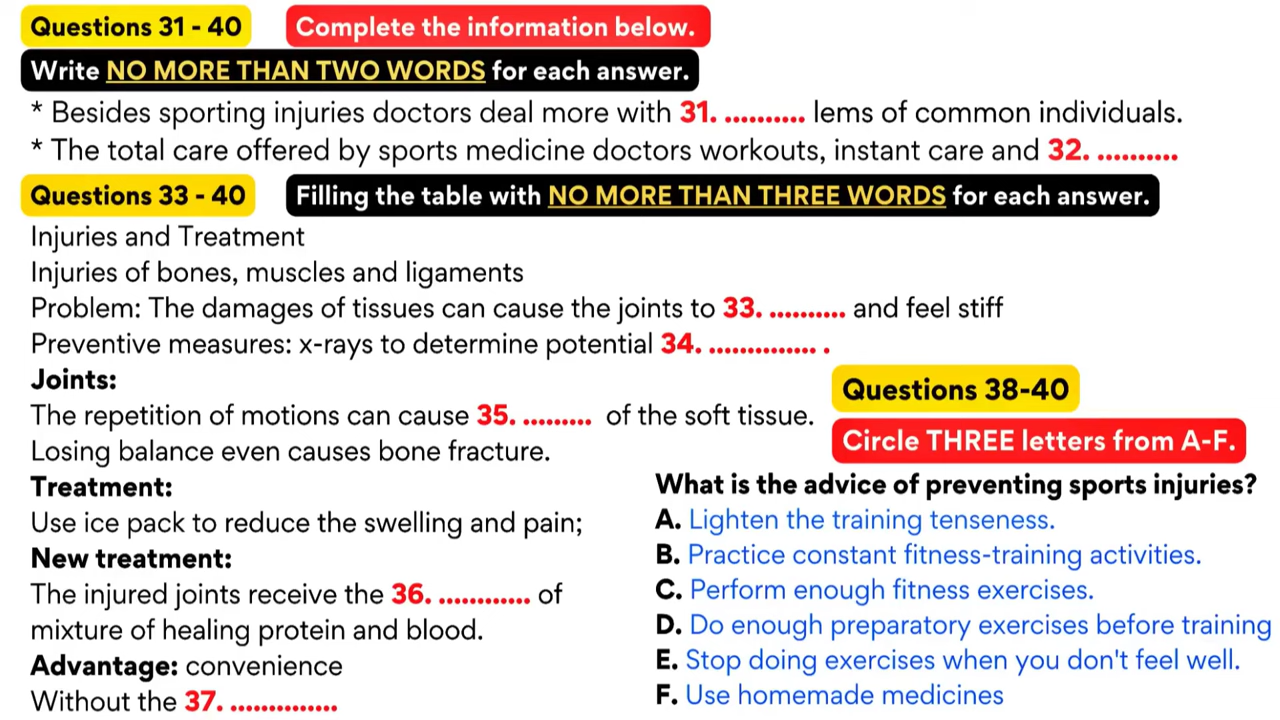 Questions 31 - 40 Complete the information below.
Write NO MORE THAN TWO WORDS for each answer.
* Besides sporting injuries doctors deal more with 31. .......... lems of common individuals.
* The total care offered by sports medicine doctors workouts, instant care and 32. ..........
Questions 33 - 40 Filling the table with NO MORE THAN THREE WORDS for each answer.
Injuries and Treatment
Injuries of bones, muscles and ligaments
Problem: The damages of tissues can cause the joints to 33. .......... and feel stiff
Preventive measures: x-rays to determine potential 34. .............. .
Joints:
The repetition of motions can cause 35. ......... of the soft tissue.
Losing balance even causes bone fracture.
Treatment:
Use ice pack to reduce the swelling and pain;
New treatment:
The injured joints receive the 36. ............ of
mixture of healing protein and blood.
Advantage: convenience
Without the 37. ..............
Questions 38-40
Circle THREE letters from A-F.
What is the advice of preventing sports injuries?
A. Lighten the training tenseness.
B. Practice constant fitness-training activities.
C. Perform enough fitness exercises.
D. Do enough preparatory exercises before training
E. Stop doing exercises when you don't feel well.
F. Use homemade medicines